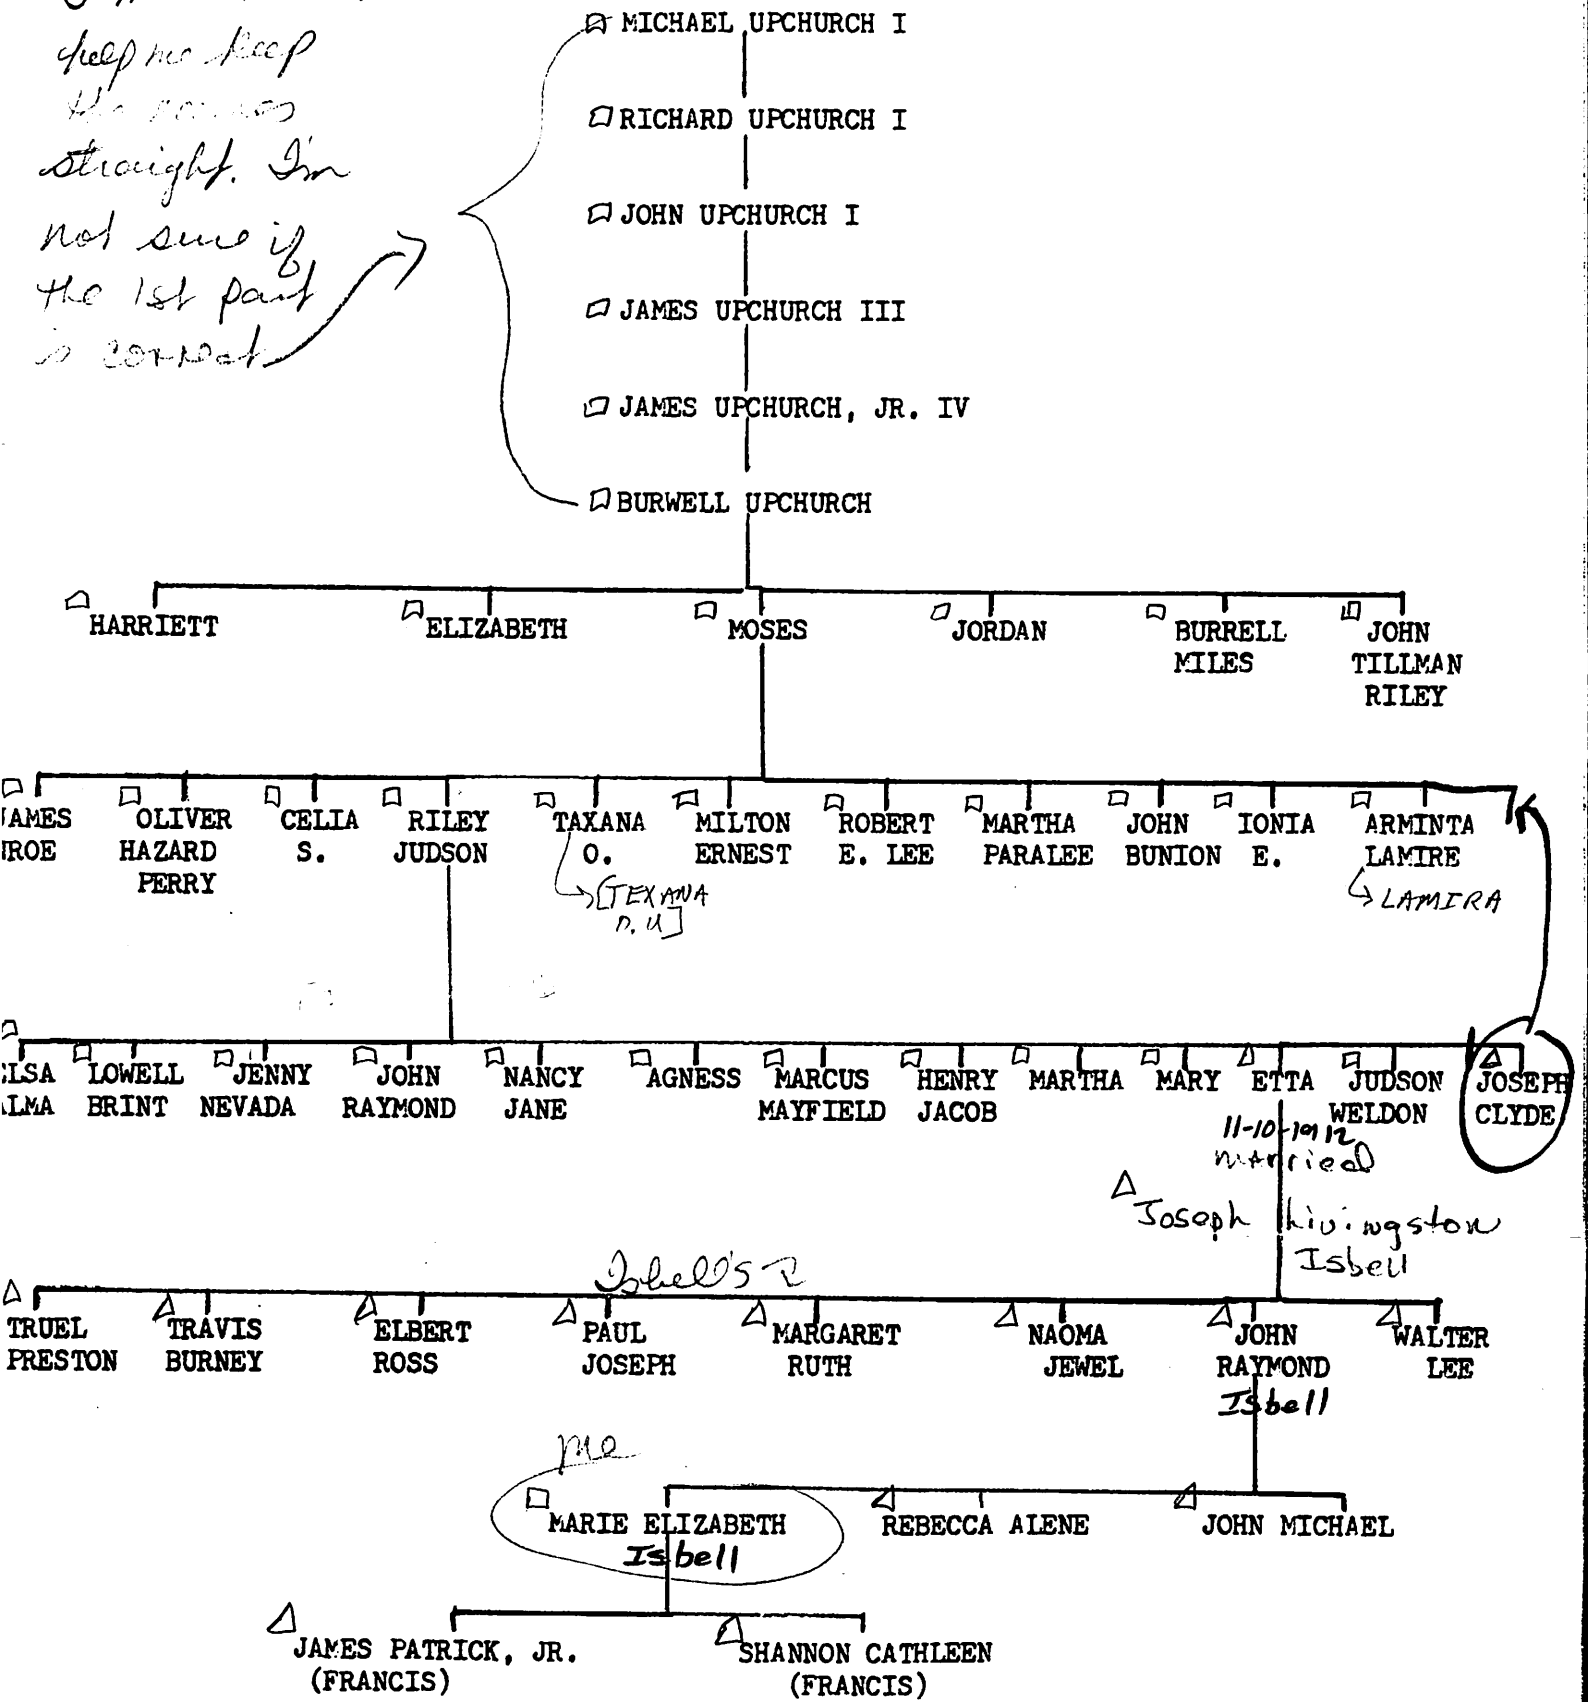 help me keep
the names
straight. I'm
not sure if
the 1st part
is correct
MICHAEL UPCHURCH I
RICHARD UPCHURCH I
JOHN UPCHURCH I
JAMES UPCHURCH III
JAMES UPCHURCH, JR. IV
BURWELL UPCHURCH
HARRIETT ELIZABETH MOSES JORDAN BURRELL JOHN
MILES TILLMAN
RILEY
AMES OLIVER CELIA RILEY TAXANA MILTON ROBERT MARTHA JOHN IONIA ARMINTA
ROE HAZARD S. JUDSON O. ERNEST E. LEE PARALEE BUNION E. LAMIRE
PERRY [TEXANA LAMIRA
LSA LOWELL JENNY JOHN NANCY AGNESS MARCUS HENRY MARTHA MARY ETTA JUDSON JOSEPH
LMA BRINT NEVADA RAYMOND JANE MAYFIELD JACOB WELDON CLYDE
11-10-1912
married
Joseph Livingston
Isbell
Isbell's
TRUEL TRAVIS ELBERT PAUL MARGARET NAOMA JOHN WALTER
PRESTON BURNEY ROSS JOSEPH RUTH JEWEL RAYMOND LEE
Isbell
me
MARIE ELIZABETH REBECCA ALENE JOHN MICHAEL
Isbell
JAMES PATRICK, JR. SHANNON CATHLEEN
(FRANCIS) (FRANCIS)